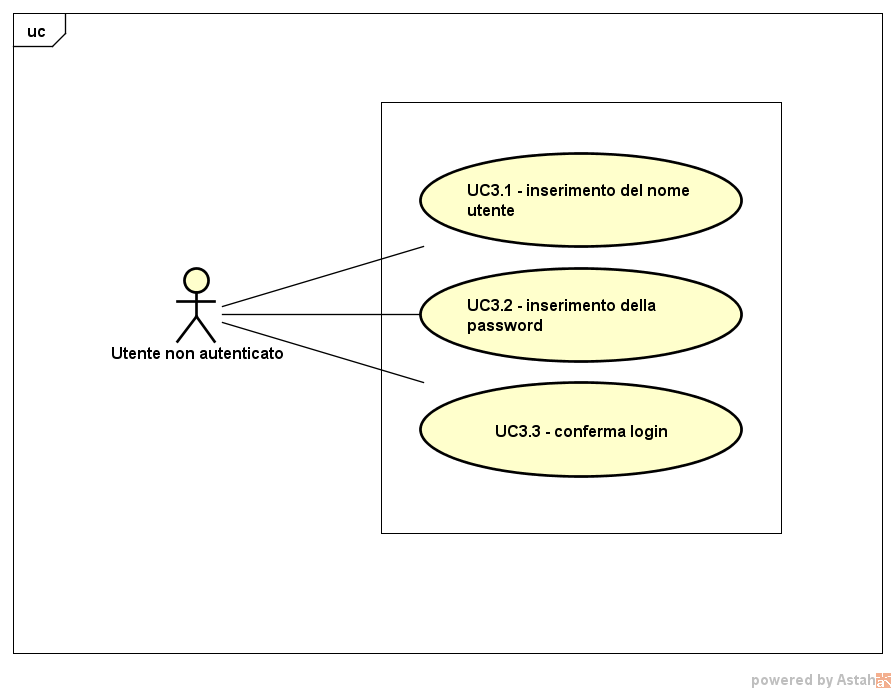 uc
UC3.1 - inserimento del nome
utente
UC3.2 - inserimento della
password
Utente non autenticato
UC3.3 - conferma login
powered by Astah